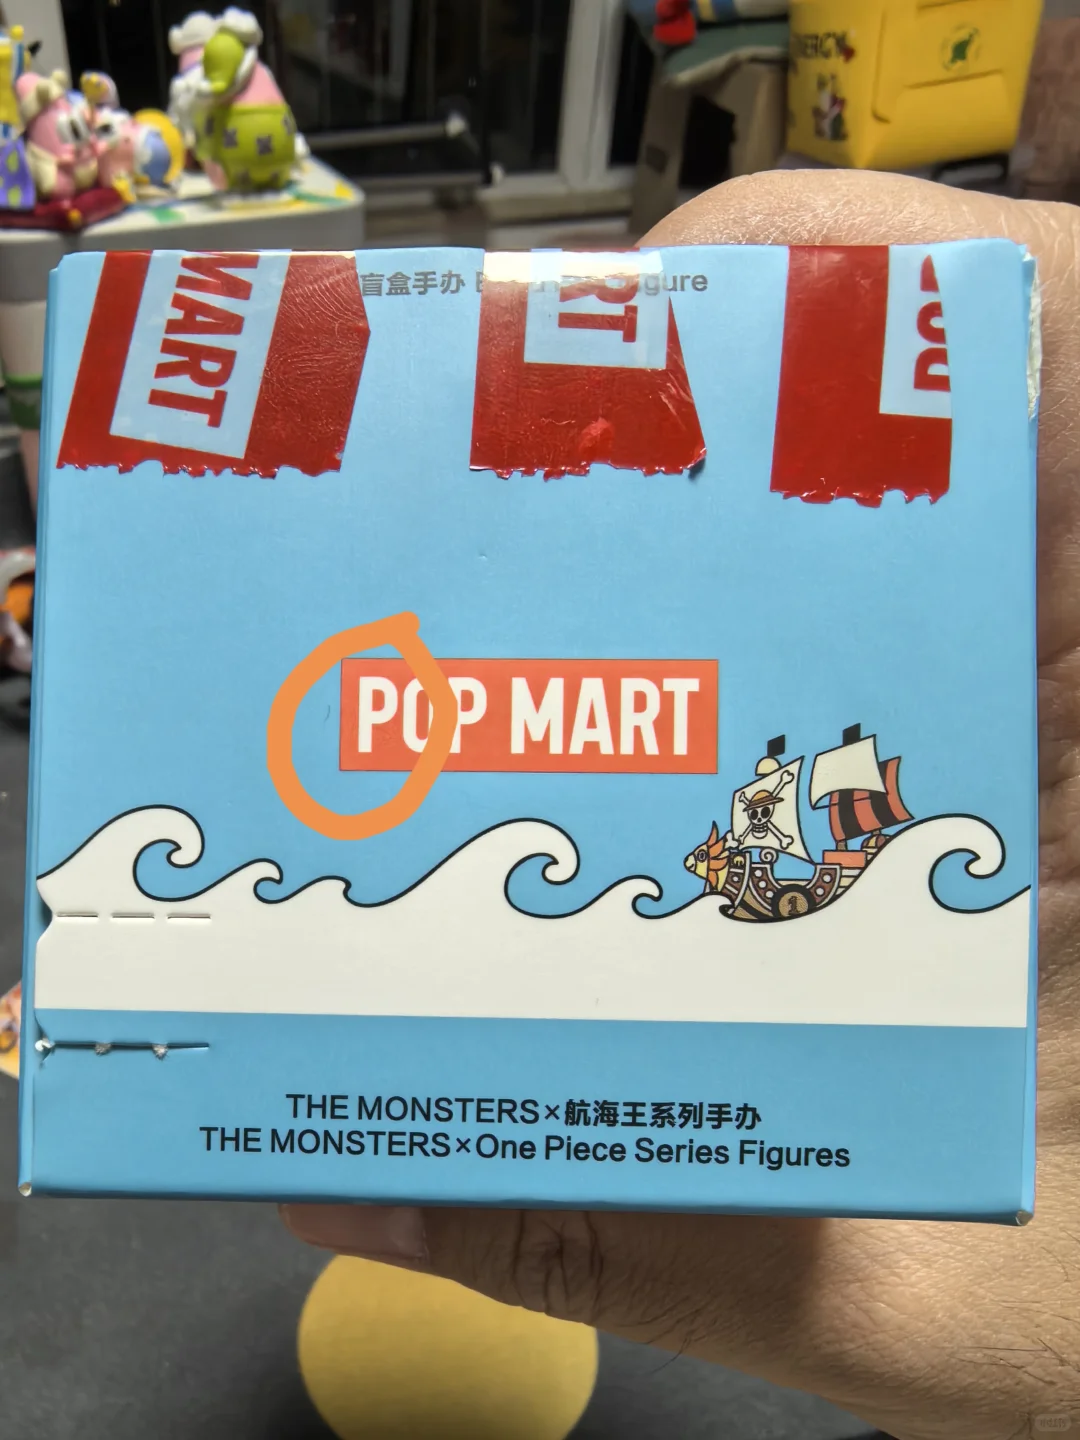 MART
RT
POP
盲盒手办
POP MART
THE MONSTERS×航海王系列手办
THE MONSTERS×One Piece Series Figures